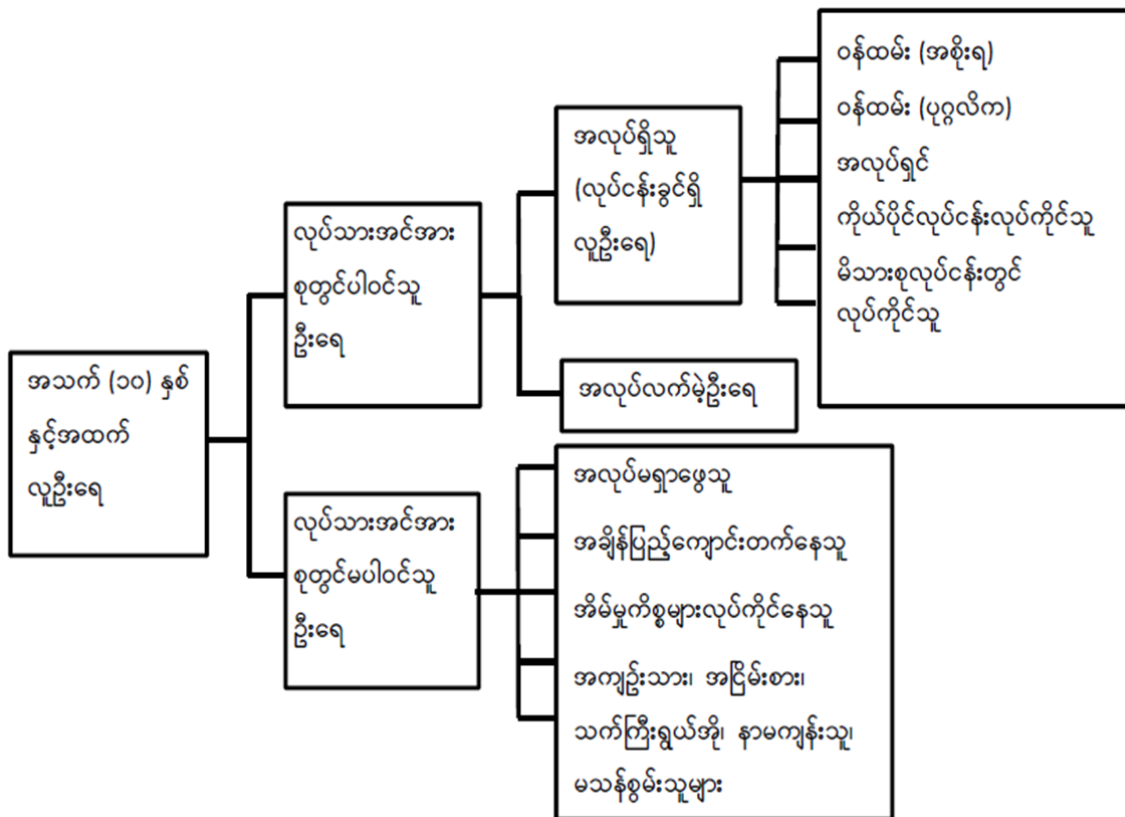 အသက် (၁၀) နှစ်
နှင့်အထက်
လူဦးရေ
လုပ်သားအင်အား
စုတွင်ပါဝင်သူ
ဦးရေ
လုပ်သားအင်အား
စုတွင်မပါဝင်သူ
ဦးရေ
အလုပ်ရှိသူ
(လုပ်ငန်းခွင်ရှိ
လူဦးရေ)
အလုပ်လက်မဲ့ဦးရေ
ဝန်ထမ်း (အစိုးရ)
ဝန်ထမ်း (ပုဂ္ဂလိက)
အလုပ်ရှင်
ကိုယ်ပိုင်လုပ်ငန်းလုပ်ကိုင်သူ
မိသားစုလုပ်ငန်းတွင်
လုပ်ကိုင်သူ
အလုပ်မရှာဖွေသူ
အချိန်ပြည့်ကျောင်းတက်နေသူ
အိမ်မှုကိစ္စများလုပ်ကိုင်နေသူ
အကျဉ်းသား၊ အငြိမ်းစား၊
သက်ကြီးရွယ်အို၊ နာမကျန်းသူ၊
မသန်စွမ်းသူများ